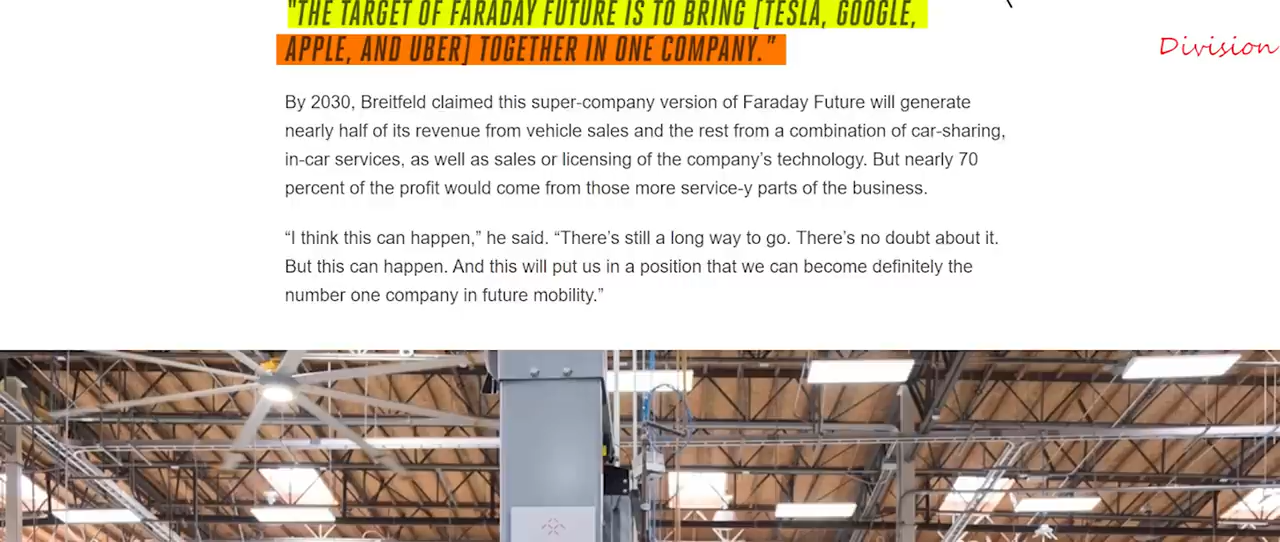 "THE TARGET OF FARADAY FUTURE IS TO BRING [TESLA, GOOGLE,
APPLE, AND UBER] TOGETHER IN ONE COMPANY."
Division
By 2030, Breitfeld claimed this super-company version of Faraday Future will generate
nearly half of its revenue from vehicle sales and the rest from a combination of car-sharing,
in-car services, as well as sales or licensing of the company’s technology. But nearly 70
percent of the profit would come from those more service-y parts of the business.
“I think this can happen,” he said. “There’s still a long way to go. There’s no doubt about it.
But this can happen. And this will put us in a position that we can become definitely the
number one company in future mobility.”